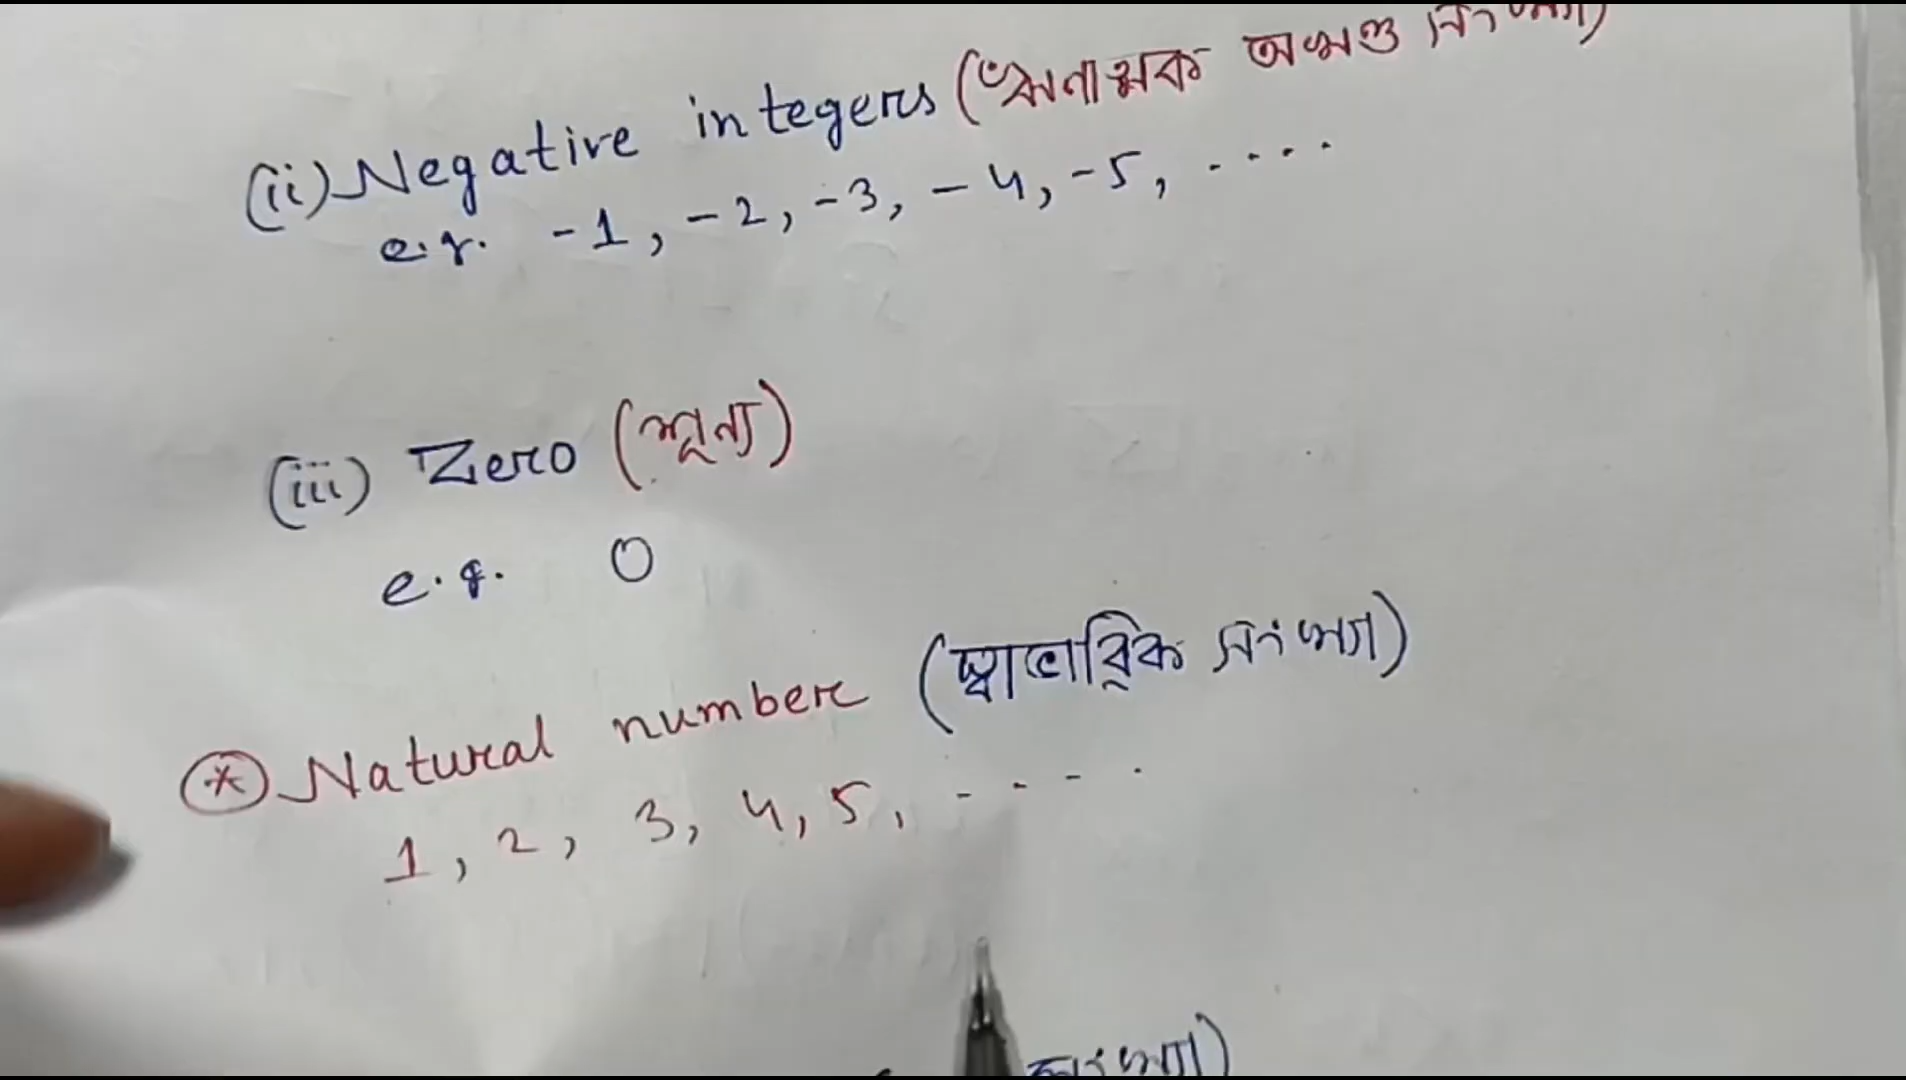 (ii) Negative integers (ঋনাত্মক অখণ্ড সংখ্যা)
e.g. -1, -2, -3, -4, -5, ....
(iii) Zero (শূন্য)
e.g. 0
* Natural number (স্বাভাবিক সংখ্যা)
1, 2, 3, 4, 5, ....
সংখ্যা)